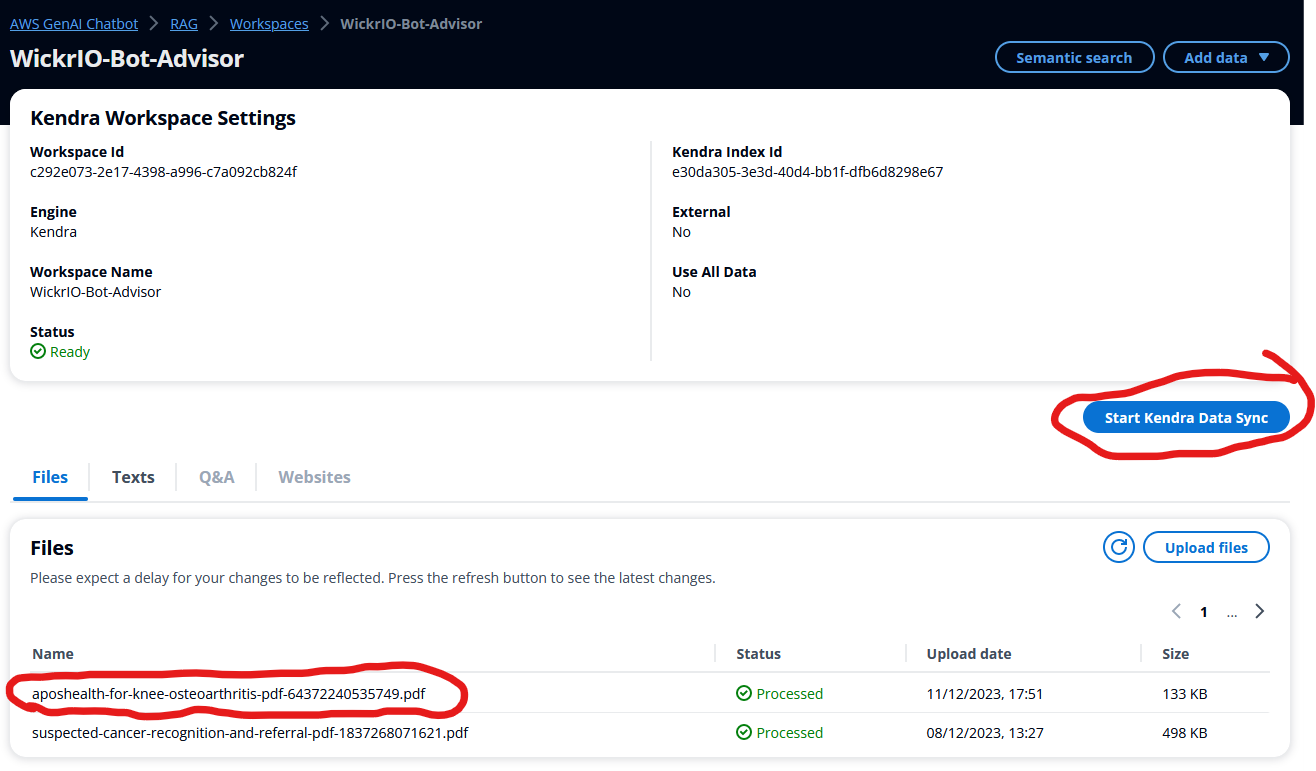 AWS GenAI Chatbot > RAG > Workspaces > WickrIO-Bot-Advisor
WickrIO-Bot-Advisor
Semantic search
Add data
Kendra Workspace Settings
Workspace Id
c292e073-2e17-4398-a996-c7a092cb824f
Engine
Kendra
Workspace Name
WickrIO-Bot-Advisor
Status
Ready
Kendra Index Id
e30da305-3e3d-40d4-bb1f-dfb6d8298e67
External
No
Use All Data
No
Start Kendra Data Sync
Files Texts Q&A Websites
Files
Upload files
Please expect a delay for your changes to be reflected. Press the refresh button to see the latest changes.
1 ...
Name Status Upload date Size
aposhealth-for-knee-osteoarthritis-pdf-64372240535749.pdf Processed 11/12/2023, 17:51 133 KB
suspected-cancer-recognition-and-referral-pdf-1837268071621.pdf Processed 08/12/2023, 13:27 498 KB